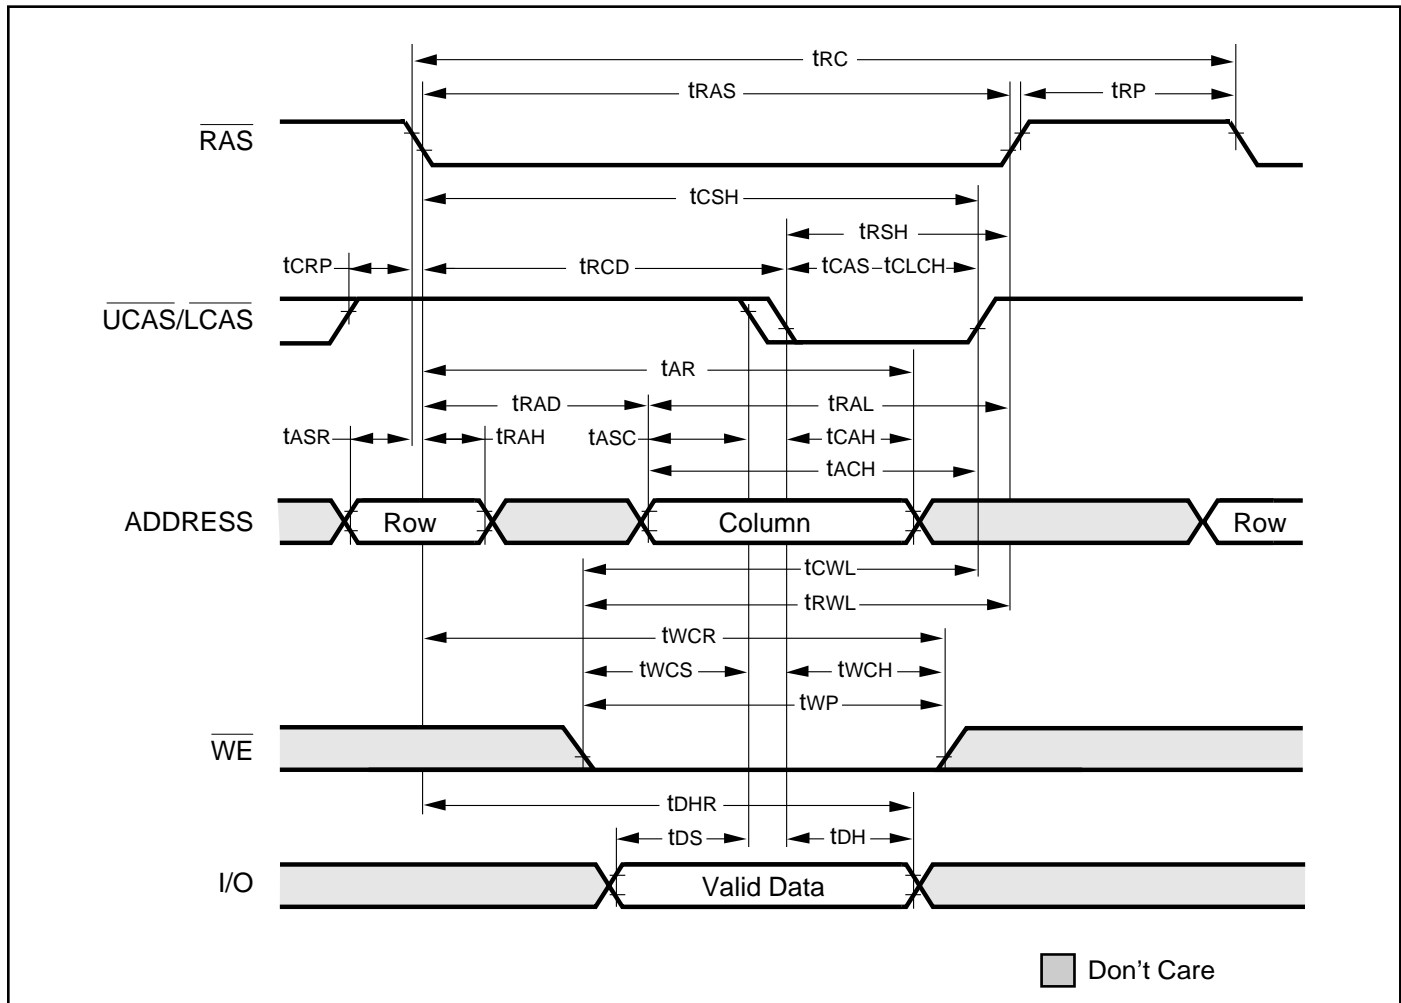 tRC
tRAS
tRP
RAS
tCSH
tRSH
tCRP
tRCD
tCAS
tCLCH
UCAS/LCAS
tAR
tRAD
tRAL
tASR
tRAH
tASC
tCAH
tACH
ADDRESS
Row
Column
Row
tCWL
tRWL
tWCR
tWCS
tWCH
tWP
WE
tDHR
tDS
tDH
I/O
Valid Data
Don't Care